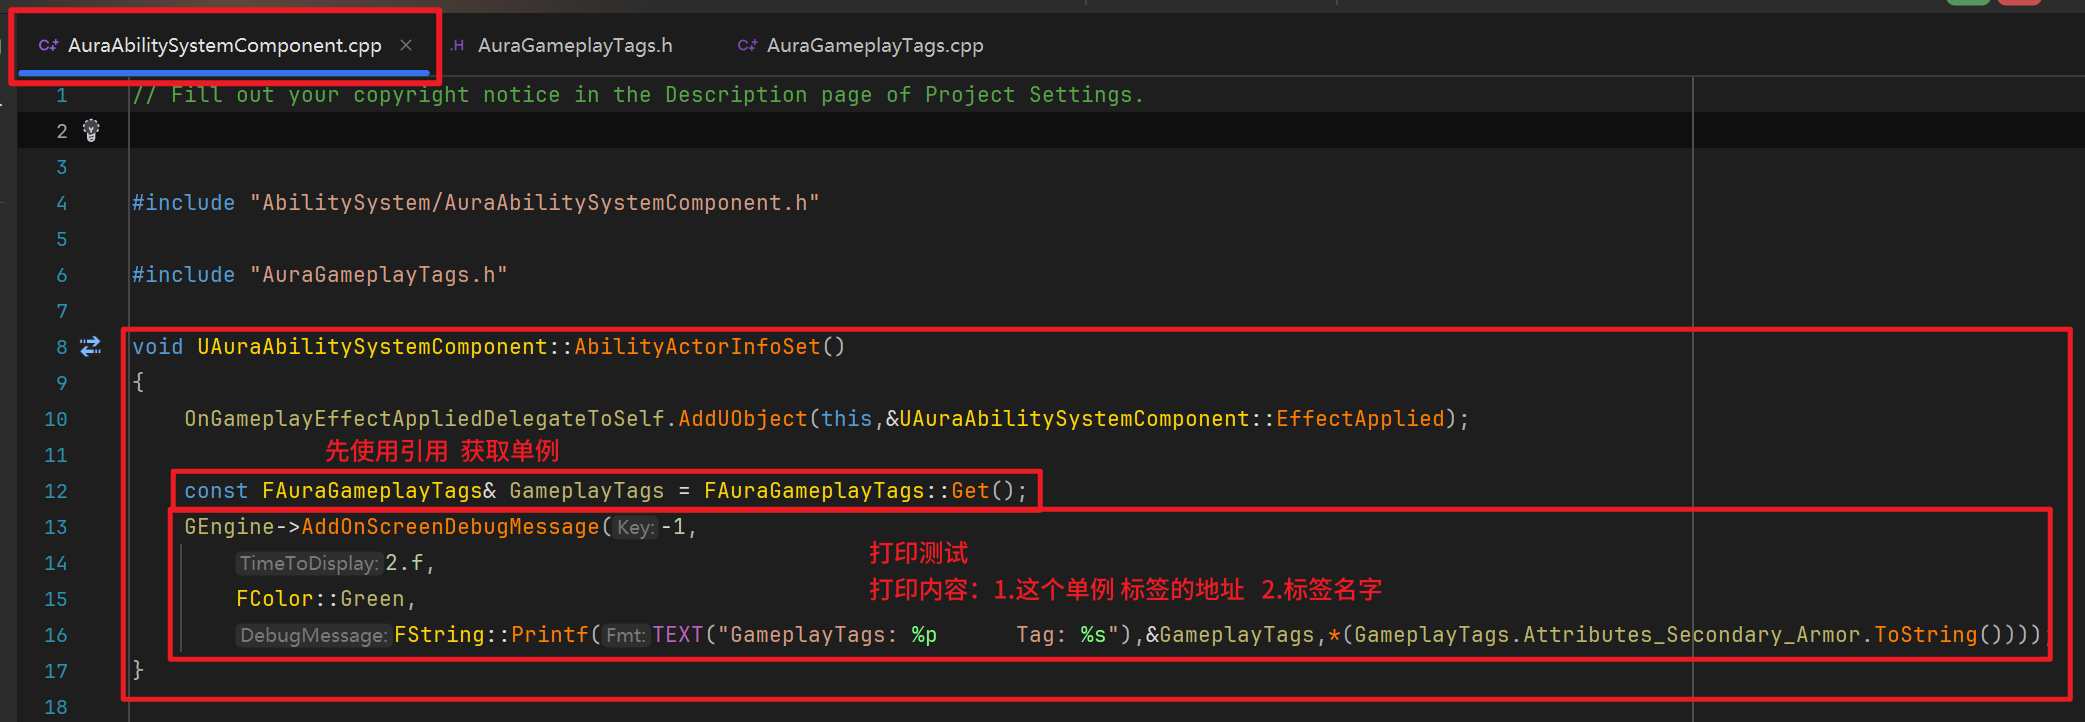 AuraAbilitySystemComponent.cpp × .H AuraGameplayTags.h AuraGameplayTags.cpp
1 // Fill out your copyright notice in the Description page of Project Settings.
2
3
4 #include "AbilitySystem/AuraAbilitySystemComponent.h"
5
6 #include "AuraGameplayTags.h"
7
8 void UAuraAbilitySystemComponent::AbilityActorInfoSet()
9 {
10 OnGameplayEffectAppliedDelegateToSelf.AddUObject(this,&UAuraAbilitySystemComponent::EffectApplied);
11 先使用引用 获取单例
12 const FAuraGameplayTags& GameplayTags = FAuraGameplayTags::Get();
13 GEngine->AddOnScreenDebugMessage(Key:-1,
打印测试
14 TimeToDisplay:2.f,
打印内容：1.这个单例 标签的地址 2.标签名字
15 FColor::Green,
16 DebugMessage:FString::Printf(Fmt:TEXT("GameplayTags: %p Tag: %s"),&GameplayTags,*(GameplayTags.Attributes_Secondary_Armor.ToString())))
17 }
18